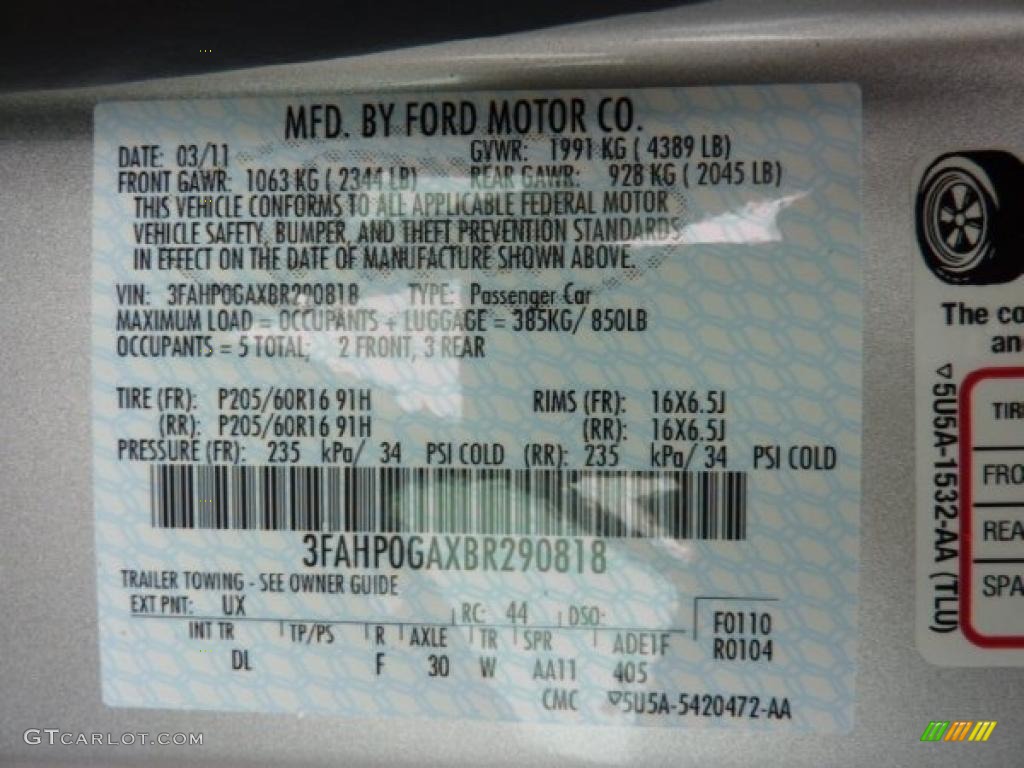 MFD. BY FORD MOTOR CO.
DATE: 03/11 GVWR: 1991 KG ( 4389 LB)
FRONT GAWR: 1063 KG ( 2344 LB) REAR GAWR: 928 KG ( 2045 LB)
THIS VEHICLE CONFORMS TO ALL APPLICABLE FEDERAL MOTOR
VEHICLE SAFETY, BUMPER, AND THEFT PREVENTION STANDARDS
IN EFFECT ON THE DATE OF MANUFACTURE SHOWN ABOVE.
VIN: 3FAHP0GAXBR290818 TYPE: Passenger Car
MAXIMUM LOAD = OCCUPANTS + LUGGAGE = 385KG/ 850LB
OCCUPANTS = 5 TOTAL; 2 FRONT, 3 REAR
TIRE (FR): P205/60R16 91H RIMS (FR): 16X6.5J
(RR): P205/60R16 91H (RR): 16X6.5J
PRESSURE (FR): 235 kPa/ 34 PSI COLD (RR): 235 kPa/ 34 PSI COLD
3FAHP0GAXBR290818
TRAILER TOWING - SEE OWNER GUIDE
EXT PNT: UX RC: 44 DSO:
INT TR TP/PS R AXLE TR SPR ADE1F
DL F 30 W AA11 405
F0110
R0104
CMC ▽5U5A-5420472-AA
The co
an
▽5U5A-1532-AA (TLU)
TIR
FRO
REA
SPA
GTcarlot.com